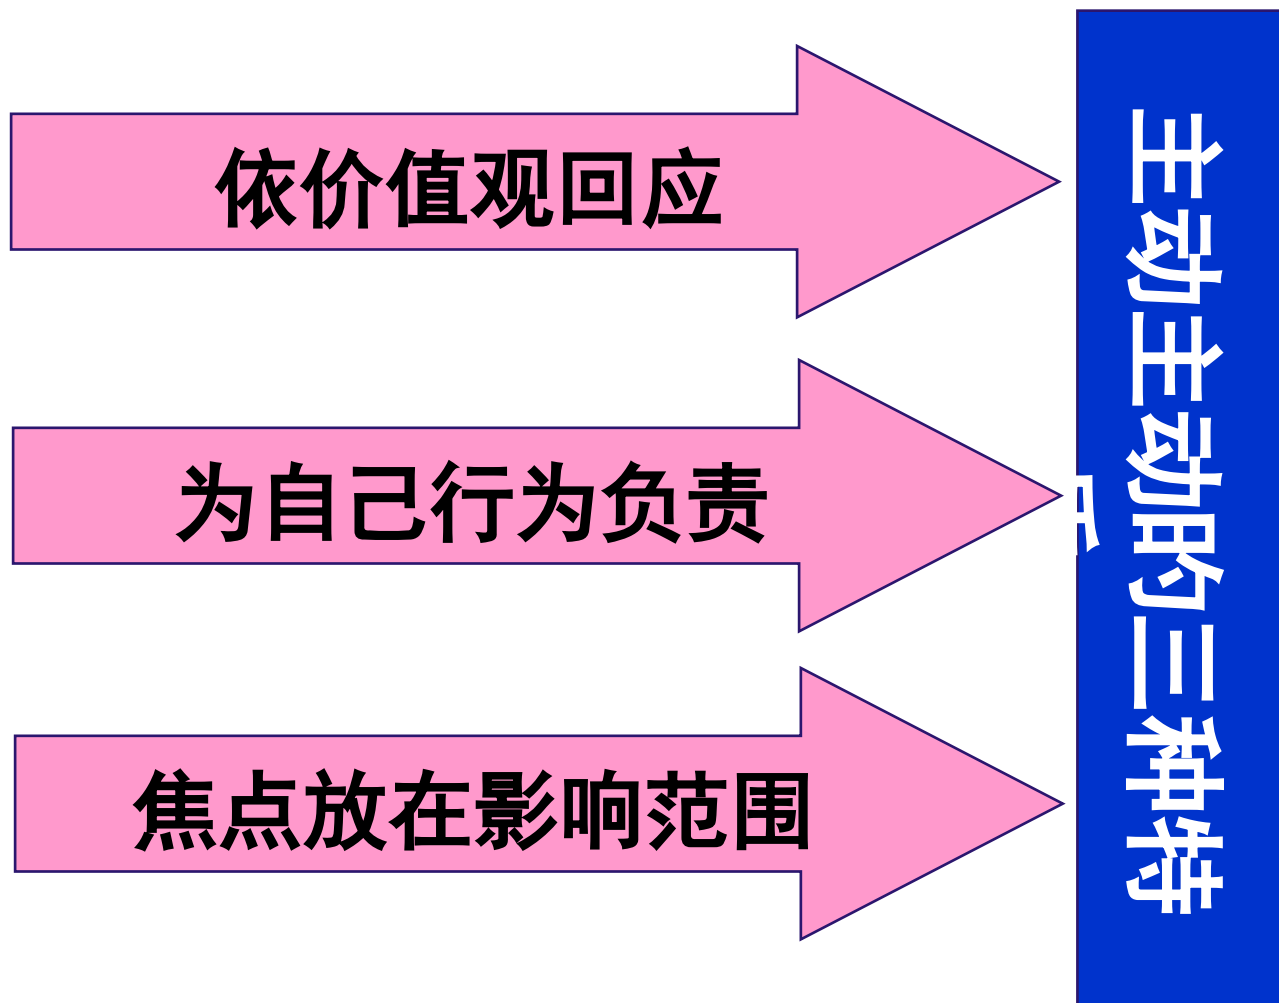 依价值观回应
为自己行为负责
焦点放在影响范围
主动主动的三种特